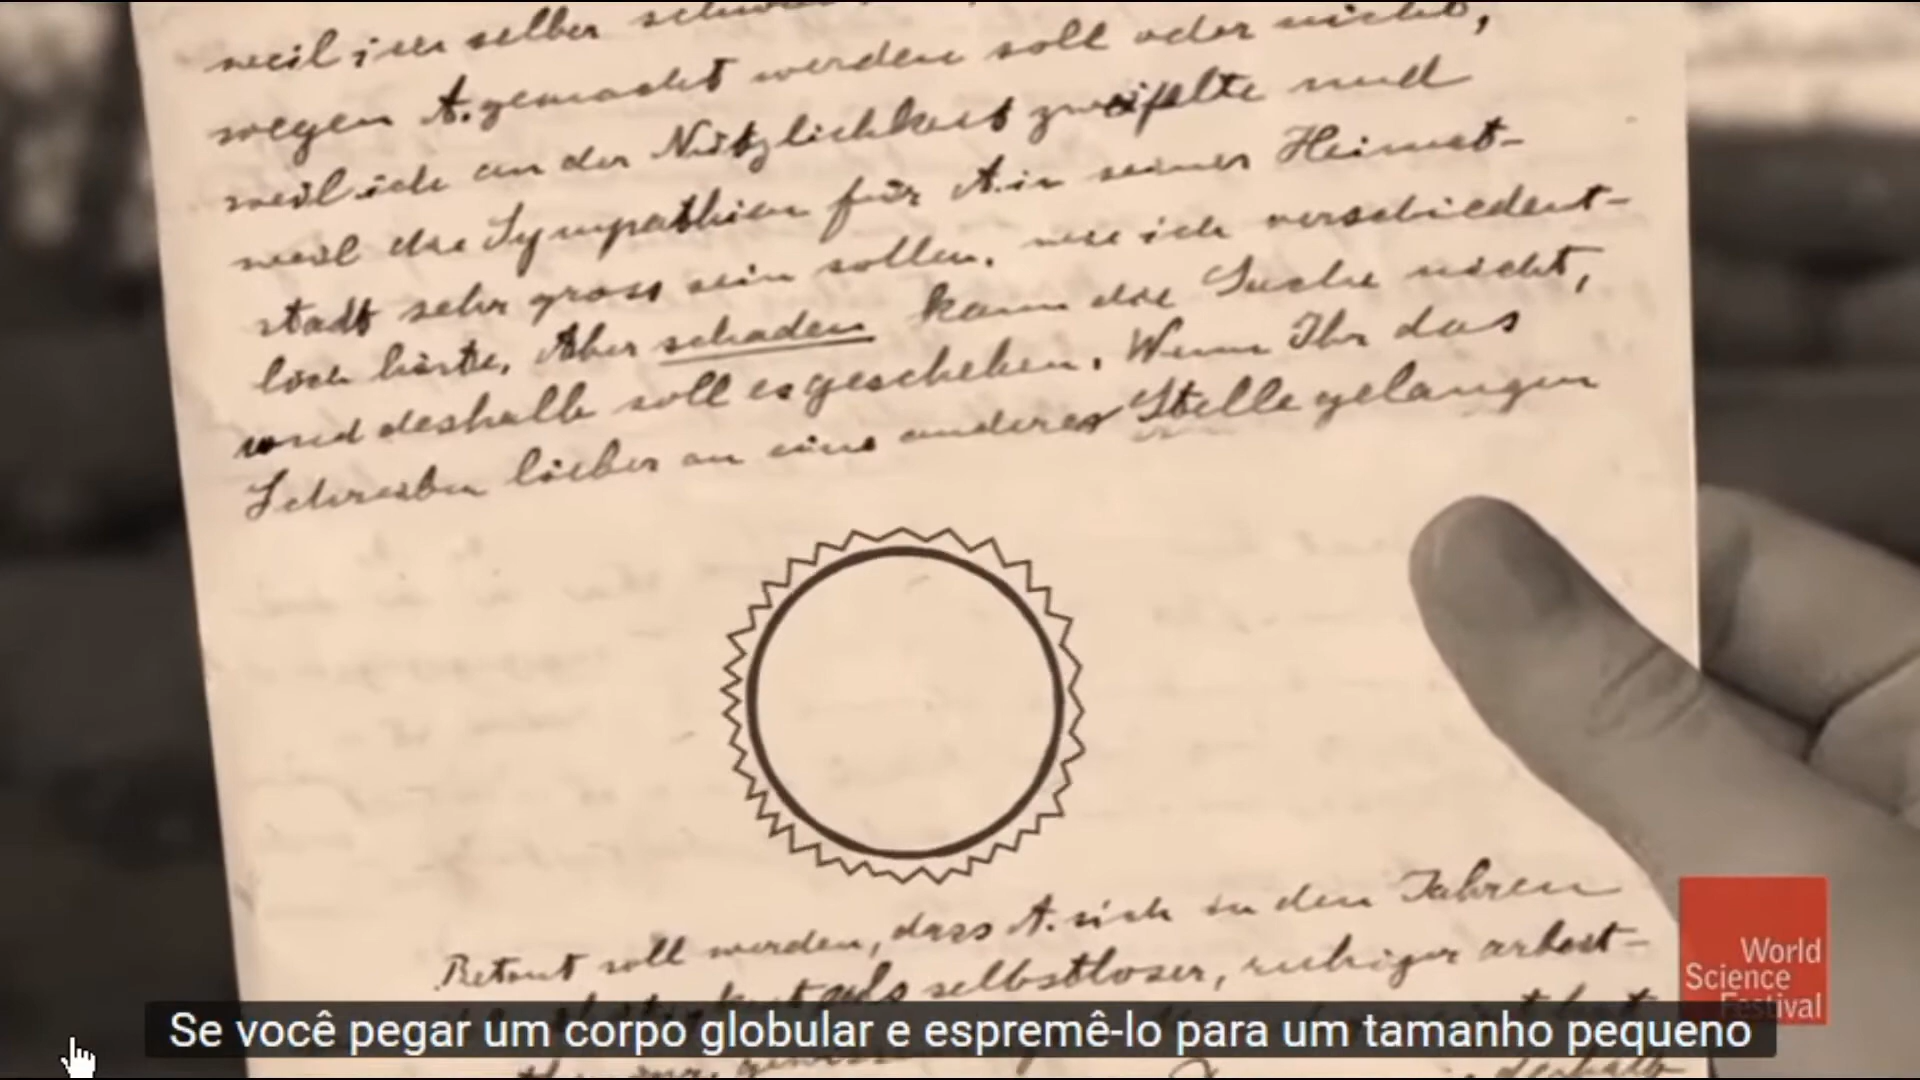 weil ich selber
wegen A. gemacht werden soll oder nicht,
weil ich an der Nützlichkeit zweifelte und
weil die Sympathien für A. in seiner Heimat-
stadt sehr gross sein sollen, wie ich verschiedent-
lich hörte. Aber schaden kann die Sache nicht,
und deshalb soll es geschehen. Wenn Ihr das
Schreiben lieber an eine andere Stelle gelangen
Betont soll werden, dass A. sich in den Jahren
als selbstloser, ruhiger arbeit-
World
Science
Festival
Se você pegar um corpo globular e espremê-lo para um tamanho pequeno